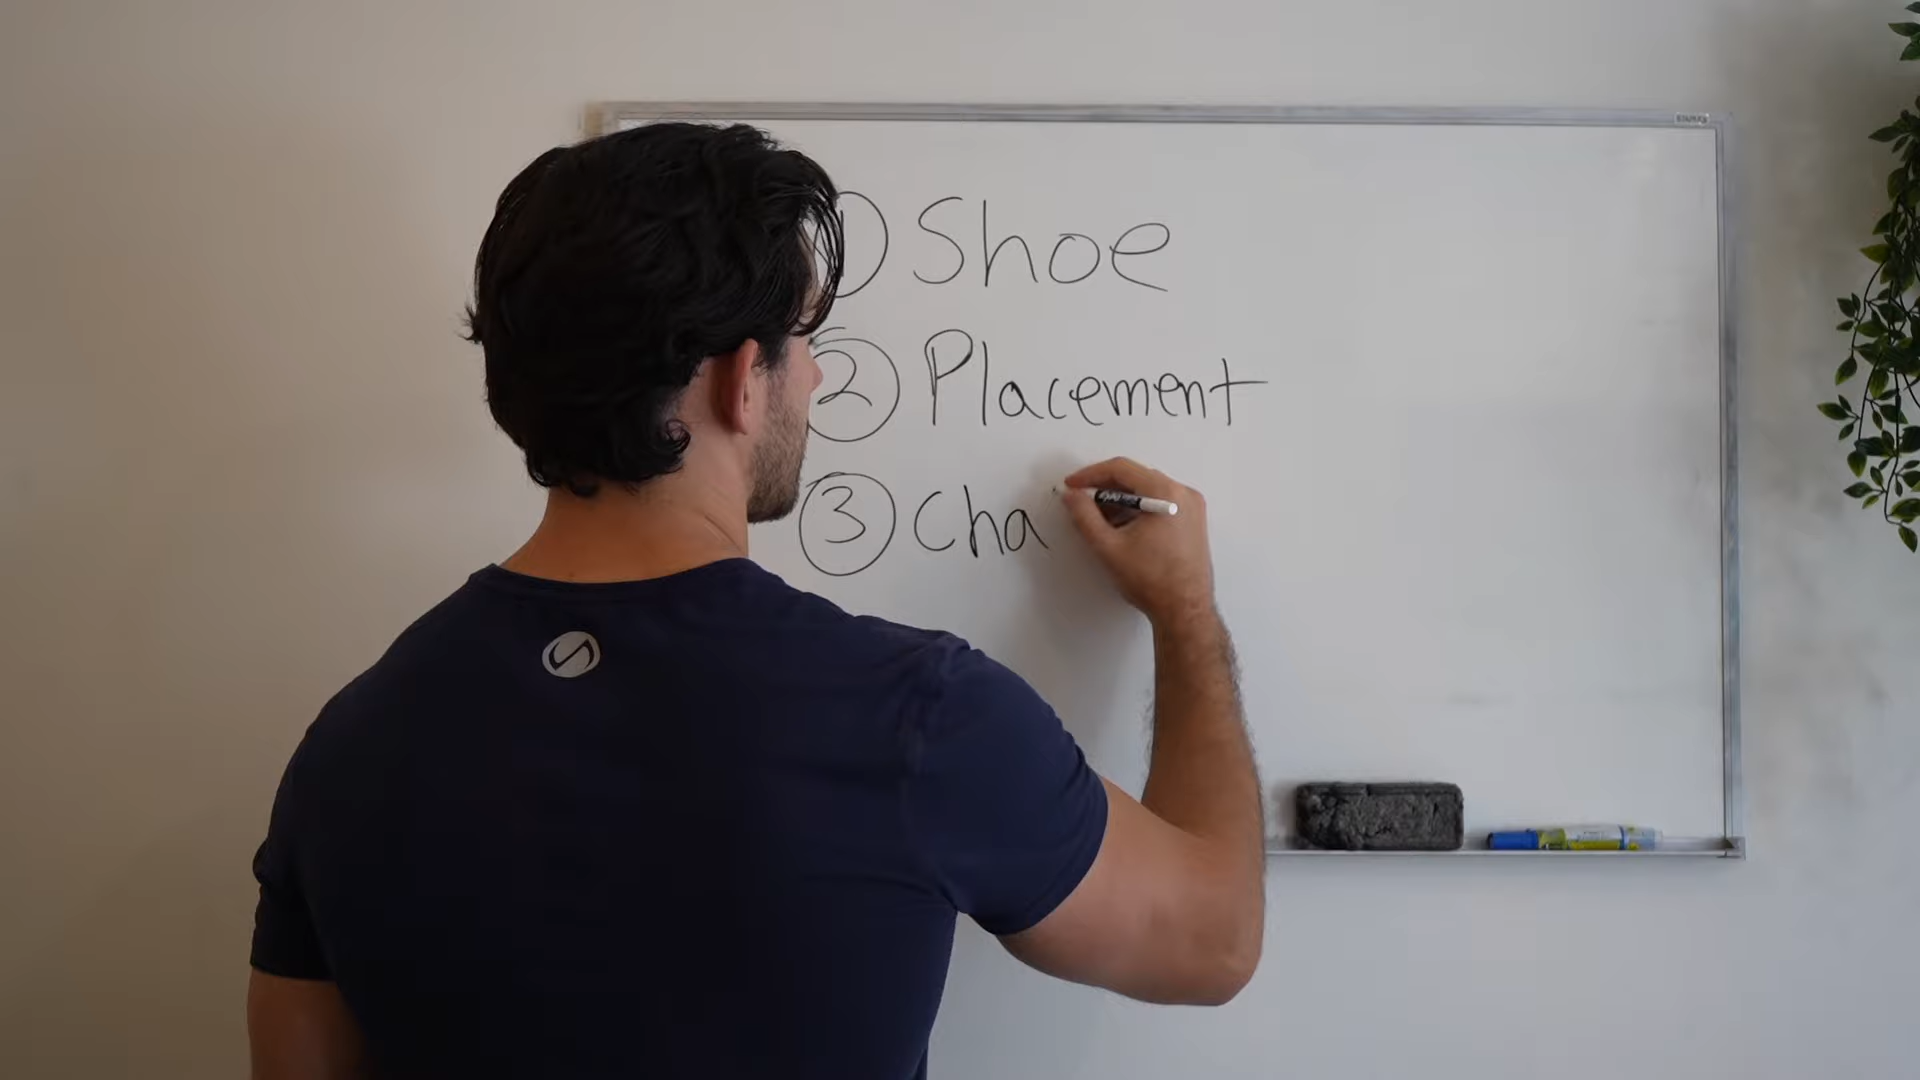 ① Shoe
② Placement
③ Cha